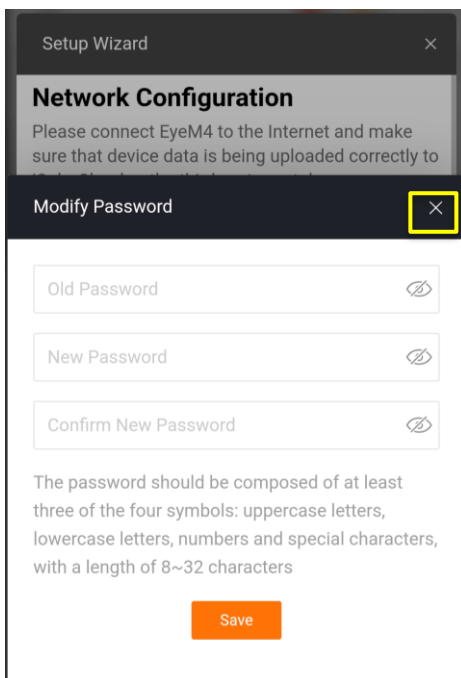 Setup Wizard
Network Configuration
Please connect EyeM4 to the Internet and make
sure that device data is being uploaded correctly to
Modify Password
Old Password
New Password
Confirm New Password
The password should be composed of at least
three of the four symbols: uppercase letters,
lowercase letters, numbers and special characters,
with a length of 8~32 characters
Save